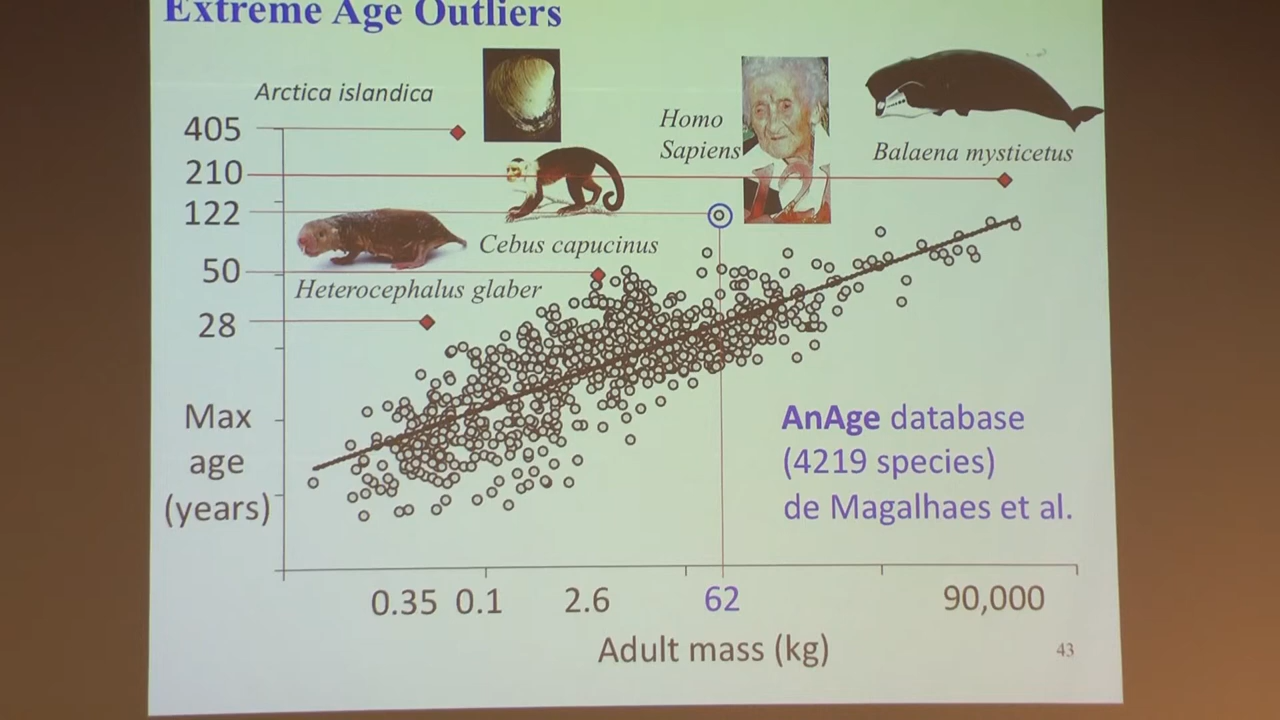 Extreme Age Outliers
Arctica islandica
Homo
Sapiens
Balaena mysticetus
405
210
122
Cebus capucinus
50
Heterocephalus glaber
28
Max
age
(years)
AnAge database
(4219 species)
de Magalhaes et al.
0.35 0.1 2.6 62 90,000
Adult mass (kg)
43